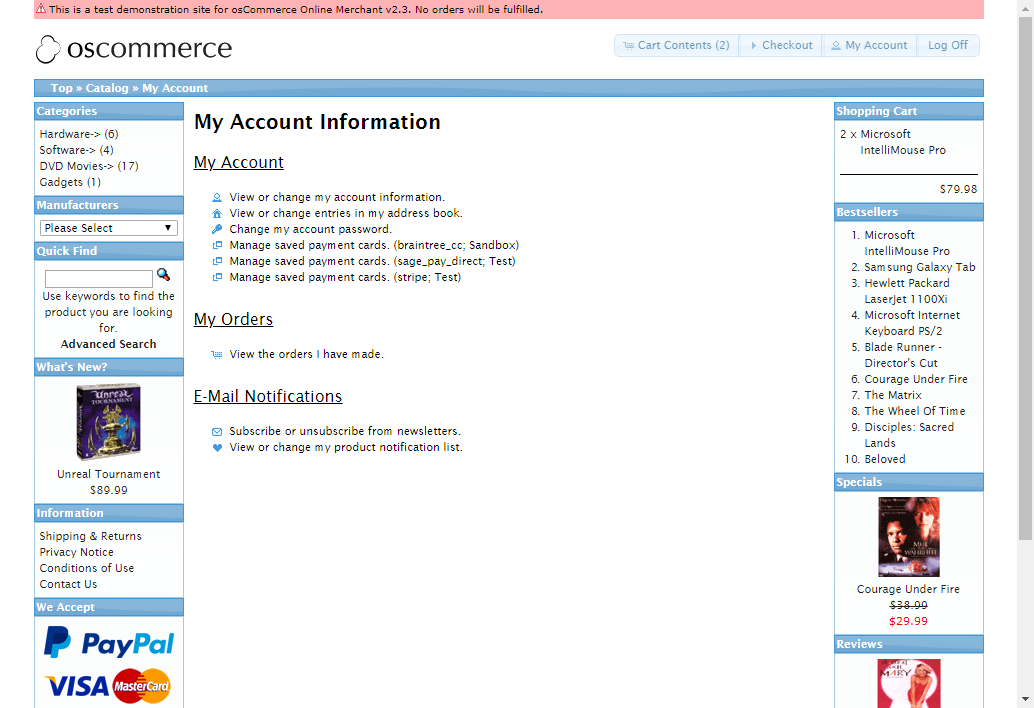 This is a test demonstration site for osCommerce Online Merchant v2.3. No orders will be fulfilled.
oscommerce
Cart Contents (2)
Checkout
My Account
Log Off
Top » Catalog » My Account
Categories
Hardware-> (6)
Software-> (4)
DVD Movies-> (17)
Gadgets (1)
Manufacturers
Please Select
Quick Find
Use keywords to find the
product you are looking
for.
Advanced Search
What's New?
Unreal
Tournament
Unreal Tournament
$89.99
Information
Shipping & Returns
Privacy Notice
Conditions of Use
Contact Us
We Accept
PayPal
VISA
MasterCard
My Account Information
My Account
View or change my account information.
View or change entries in my address book.
Change my account password.
Manage saved payment cards. (braintree_cc; Sandbox)
Manage saved payment cards. (sage_pay_direct; Test)
Manage saved payment cards. (stripe; Test)
My Orders
View the orders I have made.
E-Mail Notifications
Subscribe or unsubscribe from newsletters.
View or change my product notification list.
Shopping Cart
2 x Microsoft
IntelliMouse Pro
$79.98
Bestsellers
1. Microsoft
IntelliMouse Pro
2. Samsung Galaxy Tab
3. Hewlett Packard
LaserJet 1100Xi
4. Microsoft Internet
Keyboard PS/2
5. Blade Runner -
Director's Cut
6. Courage Under Fire
7. The Matrix
8. The Wheel Of Time
9. Disciples: Sacred
Lands
10. Beloved
Specials
Courage Under Fire
$38.99
$29.99
Reviews
MARY